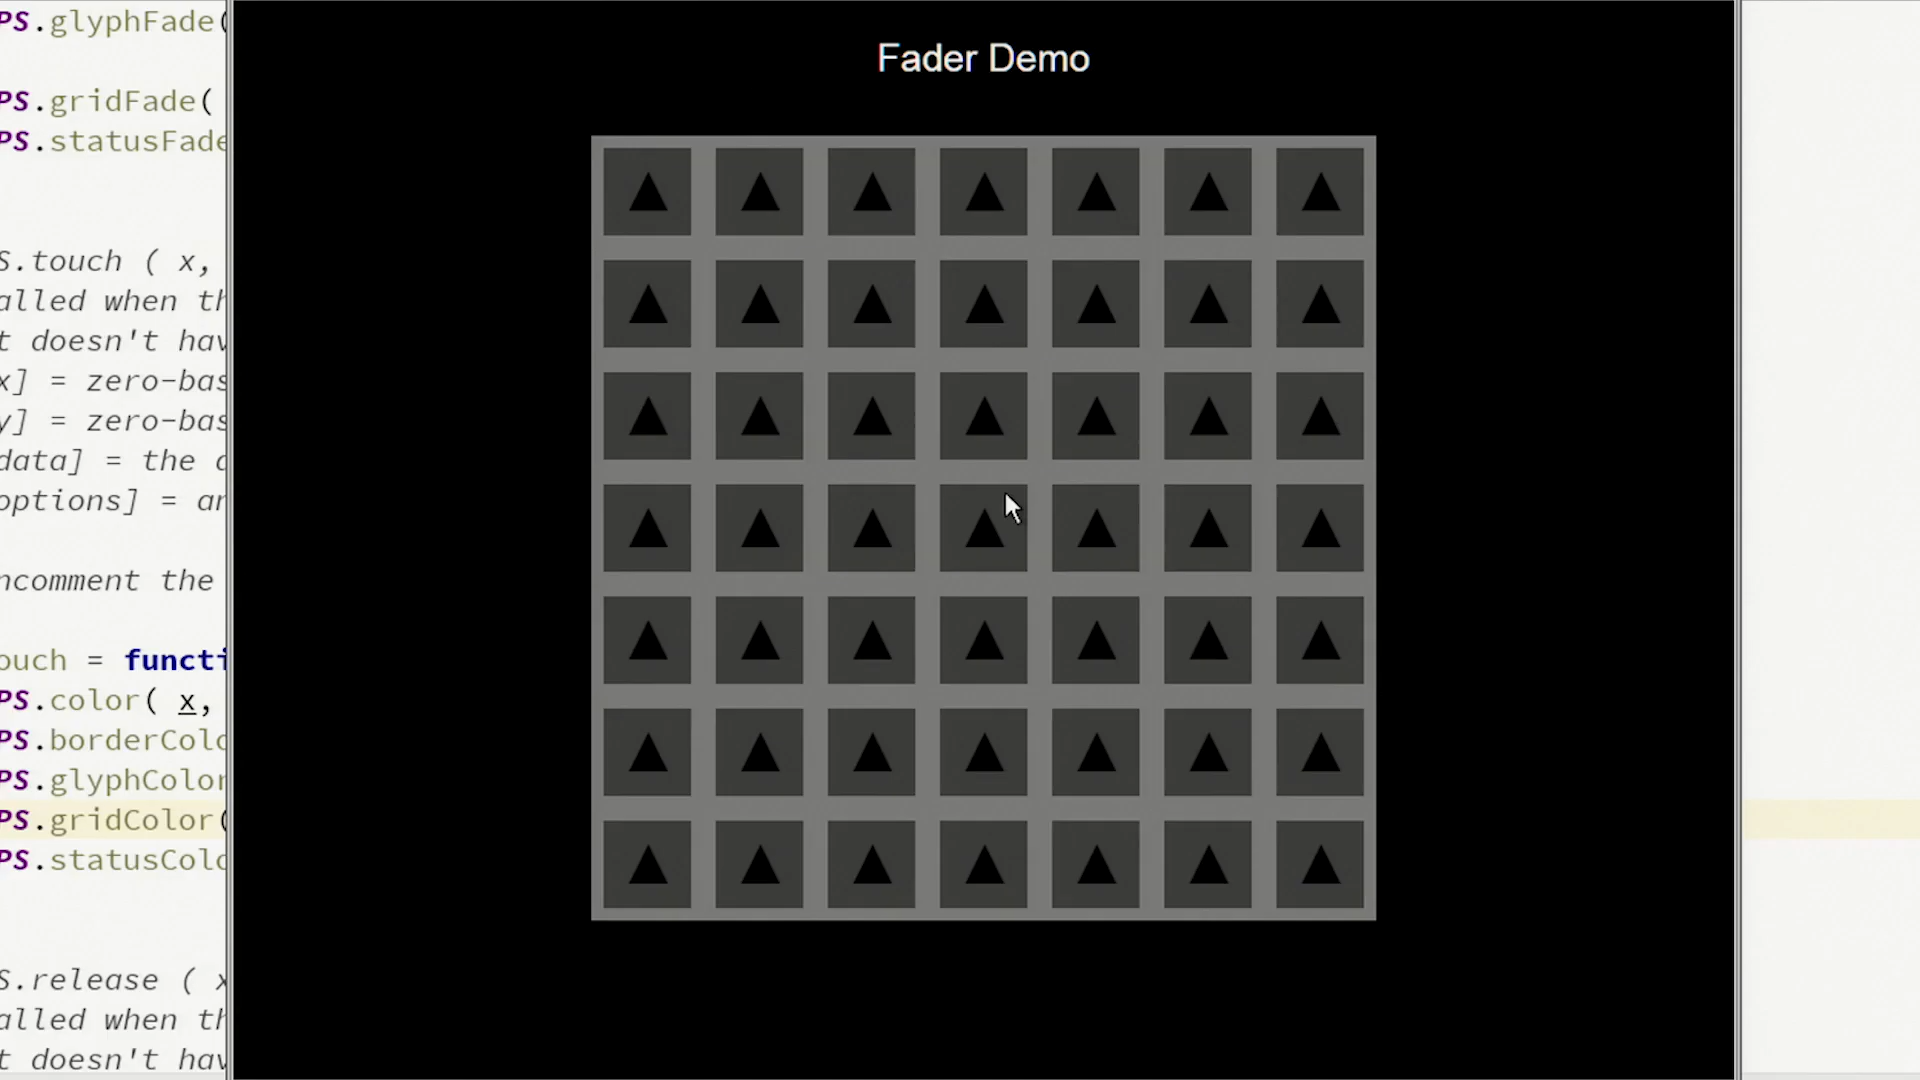 PS.glyphFade(
PS.gridFade(
PS.statusFade
S.touch ( x,
alled when th
t doesn't hav
x] = zero-bas
y] = zero-bas
data] = the d
options] = an
ncomment the
ouch = functi
PS.color( x,
PS.borderColo
PS.glyphColor
PS.gridColor(
PS.statusColo
S.release ( x
alled when th
t doesn't hav
Fader Demo